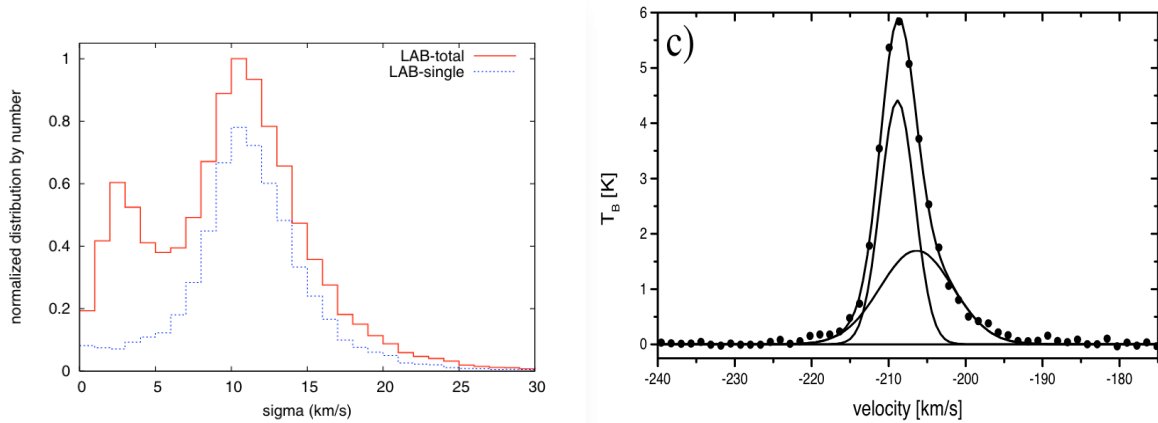 LAB-total
LAB-single
normalized distribution by number
1
0.8
0.6
0.4
0.2
0
0 5 10 15 20 25 30
sigma (km/s)
c)
T_B [K]
6
5
4
3
2
1
0
-240 -230 -220 -210 -200 -190 -180
velocity [km/s]